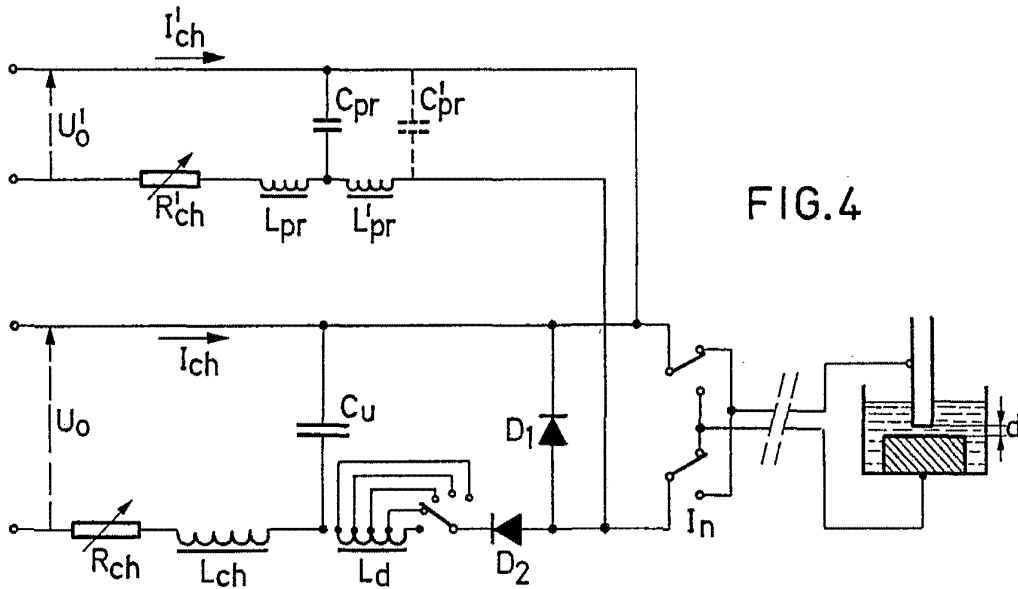 I'ch
U'o
Cpr
C'pr
R'ch
Lpr
L'pr
FIG.4
Ich
Uo
Cu
D1
d
Rch
Lch
Ld
D2
In